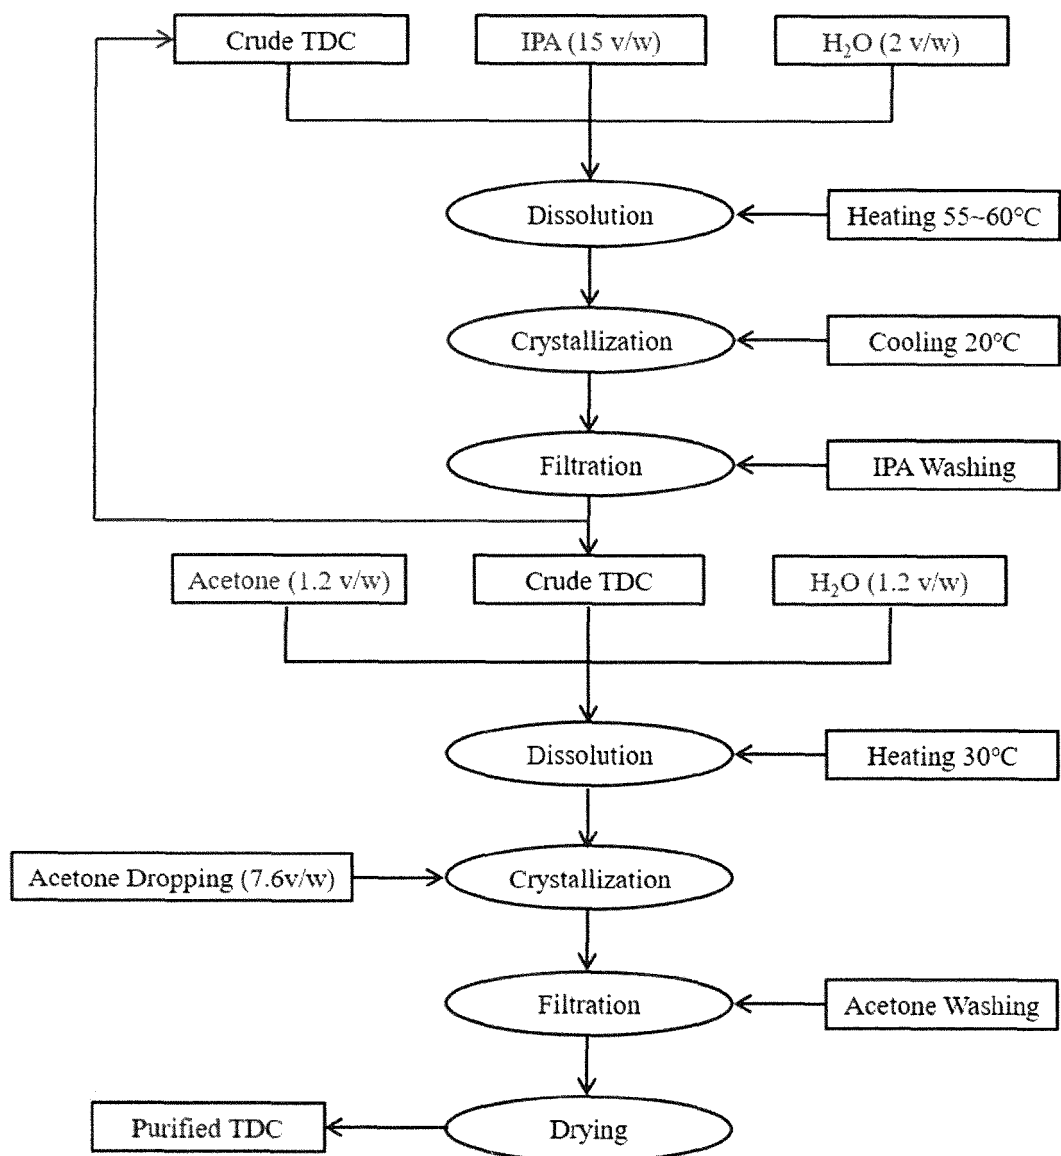 Crude TDC
IPA (15 v/w)
H₂O (2 v/w)
Dissolution
Heating 55~60°C
Crystallization
Cooling 20°C
Filtration
IPA Washing
Acetone (1.2 v/w)
Crude TDC
H₂O (1.2 v/w)
Dissolution
Heating 30°C
Acetone Dropping (7.6v/w)
Crystallization
Filtration
Acetone Washing
Purified TDC
Drying